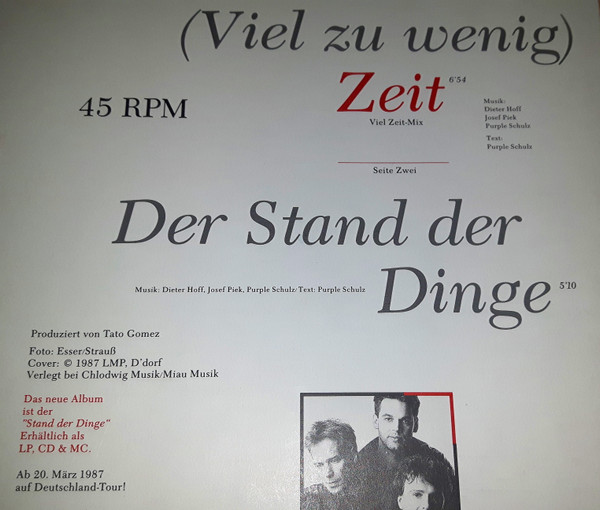 (Viel zu wenig)
Zeit 6'54
Viel Zeit-Mix
45 RPM
Musik:
Dieter Hoff
Josef Piek
Purple Schulz
Text:
Purple Schulz
Seite Zwei
Der Stand der
Dinge 5'10
Musik: Dieter Hoff, Josef Piek, Purple Schulz/Text: Purple Schulz
Produziert von Tato Gomez
Foto: Esser/Strauß
Cover: © 1987 LMP, D'dorf
Verlegt bei Chlodwig Musik/Miau Musik
Das neue Album
ist der
"Stand der Dinge"
Erhältlich als
LP, CD & MC.
Ab 20. März 1987
auf Deutschland-Tour!